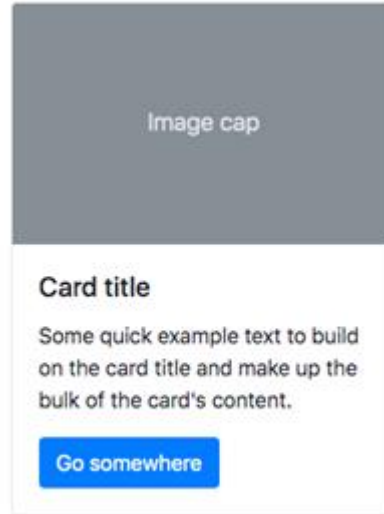 Image cap
Card title
Some quick example text to build
on the card title and make up the
bulk of the card's content.
Go somewhere